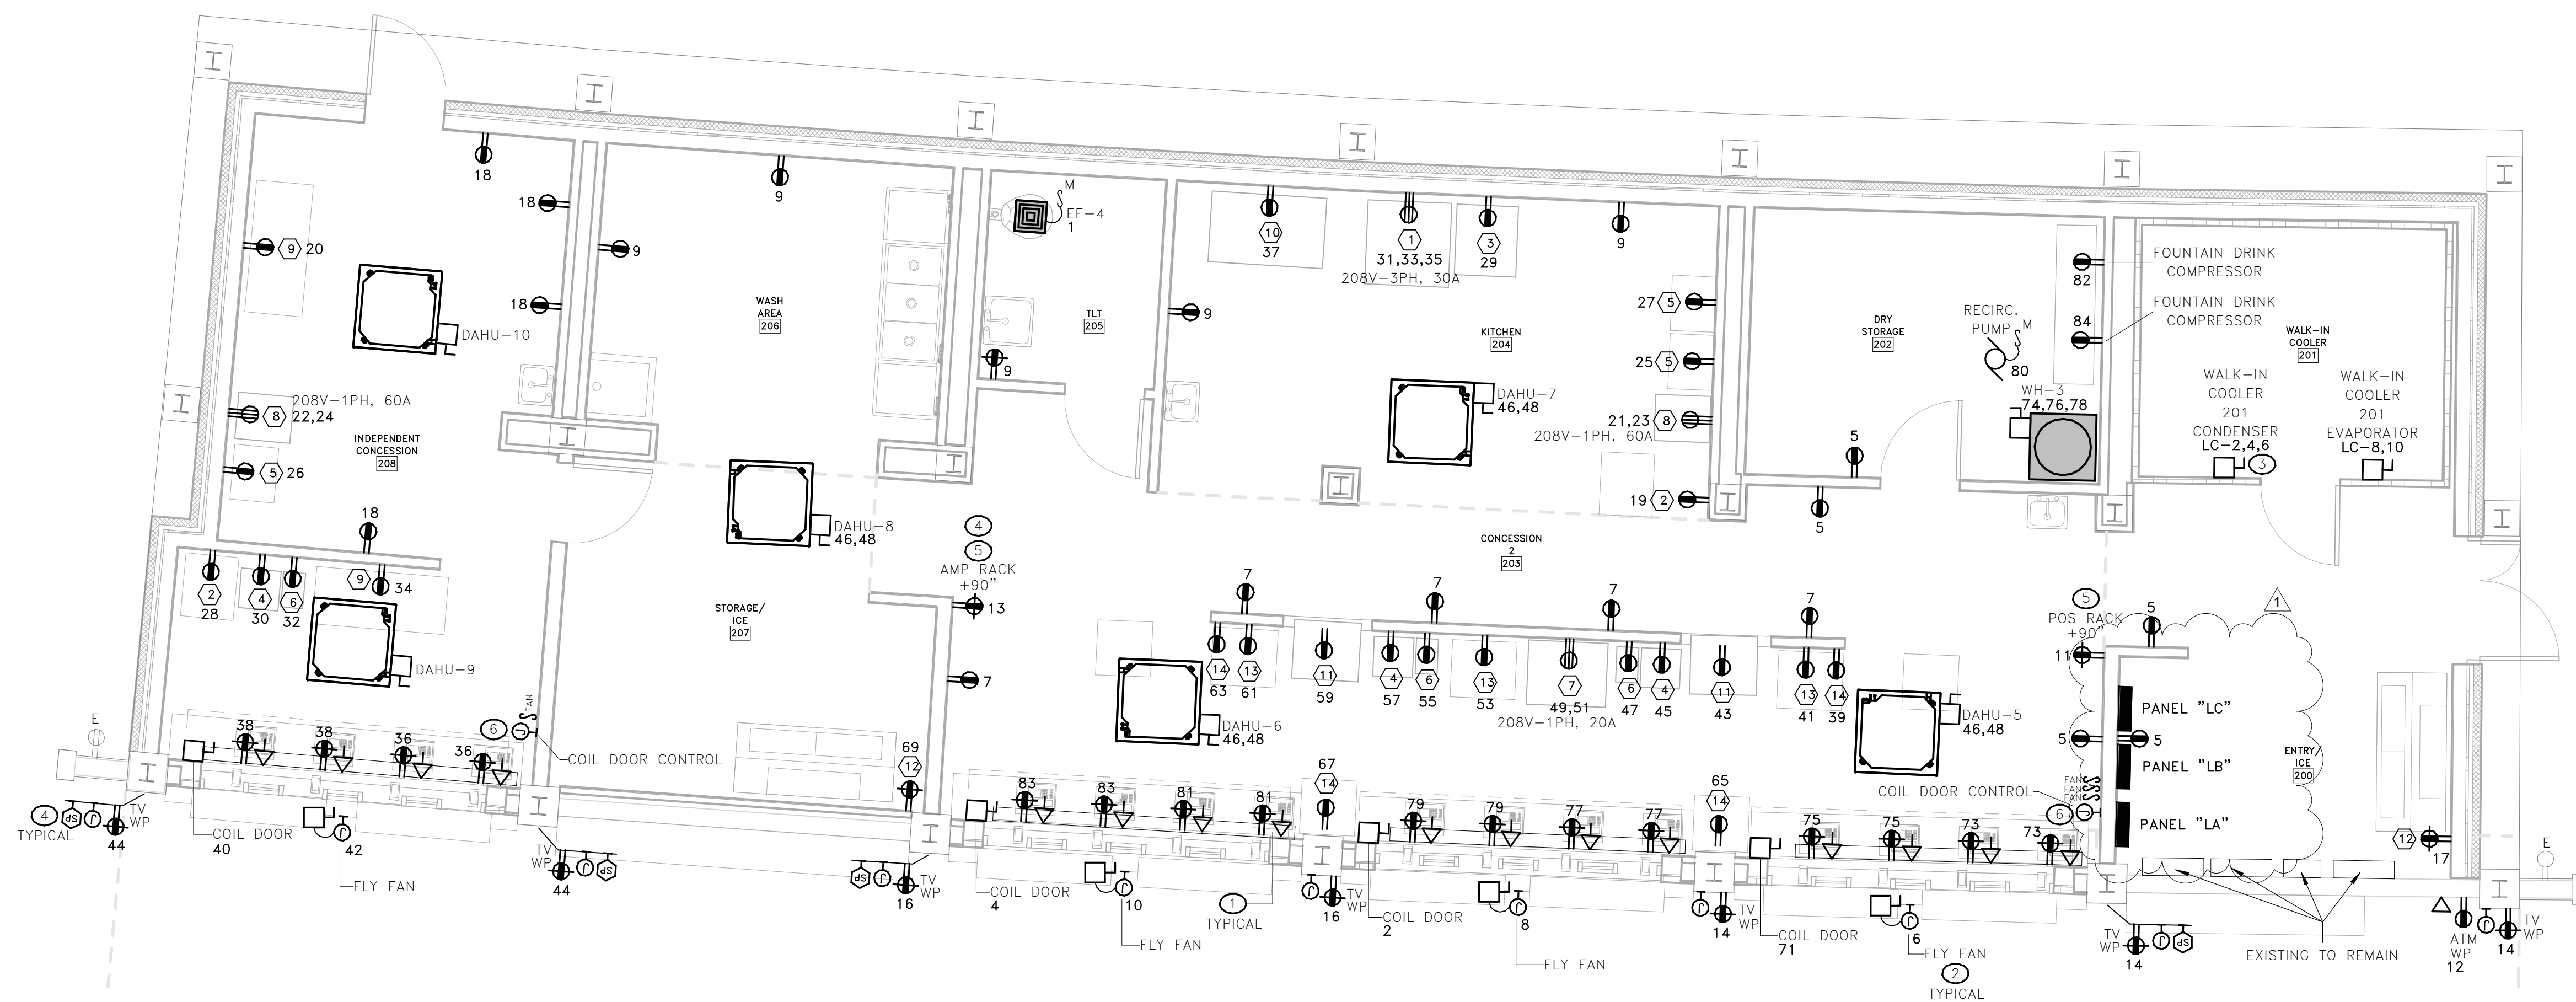 18
18
9 20
DAHU-10
18
208V-1PH, 60A
8 22,24
INDEPENDENT
CONCESSION
208
5 26
18
9
9
WASH
AREA
206
M
EF-4
1
TLT
205
9
10
37
1
31,33,35
208V-3PH, 30A
3
29
9
9
27 5
KITCHEN
204
25 5
DAHU-7
46,48
21,23 8
208V-1PH, 60A
19 2
DRY
STORAGE
202
RECIRC.
PUMP
M
80
WH-3
74,76,78
5
5
82
FOUNTAIN DRINK
COMPRESSOR
84
FOUNTAIN DRINK
COMPRESSOR
WALK-IN
COOLER
201
WALK-IN
COOLER
201
CONDENSER
LC-2,4,6
3
WALK-IN
COOLER
201
EVAPORATOR
LC-8,10
DAHU-8
46,48
4
5
AMP RACK
+90"
13
CONCESSION
2
203
2
28
4
30
6
32
9
34
DAHU-9
STORAGE/
ICE
207
7
7
7
7
7
14
63
13
61
11
59
4
57
6
55
13
53
7
49,51
208V-1PH, 20A
6
47
4
45
11
43
13
41
14
39
DAHU-6
46,48
DAHU-5
46,48
5
POS RACK
+90"
11
5
1
PANEL "LC"
5
5
PANEL "LB"
ENTRY/
ICE
200
PANEL "LA"
FAN
FAN
FAN
COIL DOOR CONTROL
6
E
38
38
36
36
6
FAN
J
COIL DOOR CONTROL
69
12
83
83
81
81
67
14
79
79
77
77
65
14
75
75
73
73
12
17
E
4
TYPICAL
SP
J
TV
WP
44
COIL DOOR
40
J
42
FLY FAN
TV
WP
44
J
SP
SP
J
TV
WP
16
COIL DOOR
4
J
10
FLY FAN
1
TYPICAL
J
TV
WP
16
COIL DOOR
2
J
8
FLY FAN
J
TV
WP
14
COIL DOOR
71
J
6
FLY FAN
2
TYPICAL
TV
WP
14
J
SP
EXISTING TO REMAIN
ATM
WP
12
J
TV
WP
14